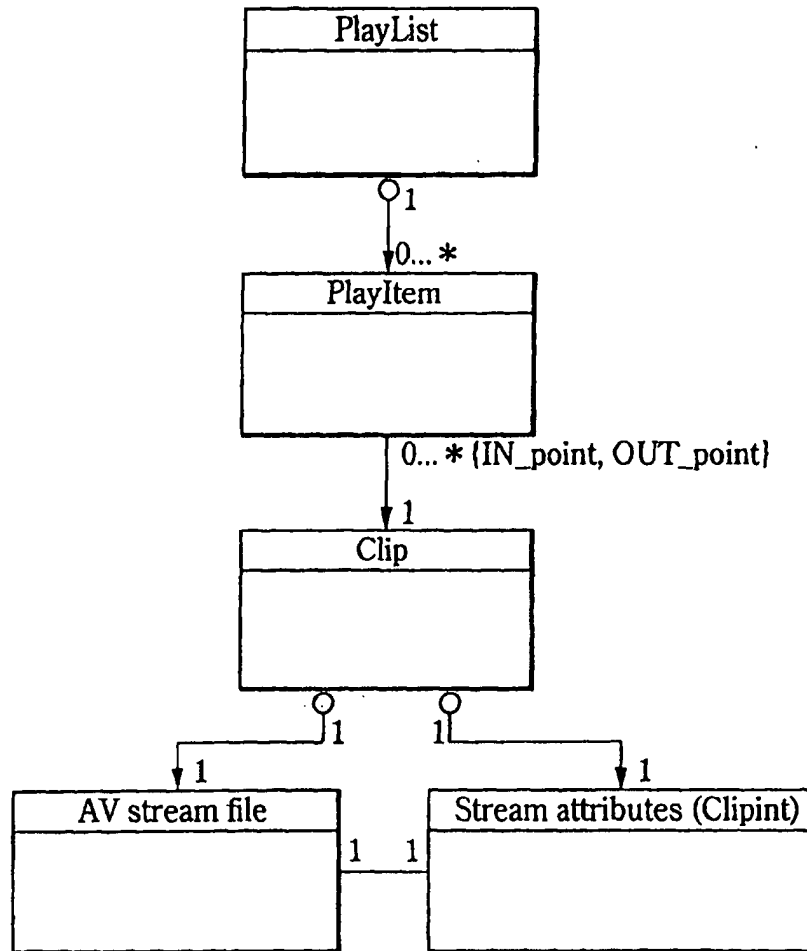 PlayList
1
0... *
PlayItem
0... * {IN_point, OUT_point}
1
Clip
1 1
1 1
AV stream file Stream attributes (Clipint)
1 1